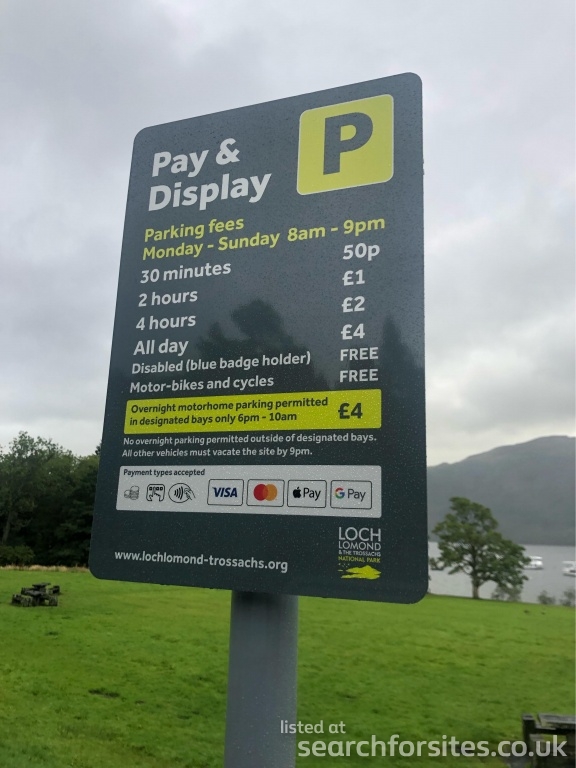 Pay &
Display
P
Parking fees
Monday - Sunday 8am - 9pm
30 minutes 50p
2 hours £1
4 hours £2
All day £4
Disabled (blue badge holder) FREE
Motor-bikes and cycles FREE
Overnight motorhome parking permitted
in designated bays only 6pm - 10am £4
No overnight parking permitted outside of designated bays.
All other vehicles must vacate the site by 9pm.
Payment types accepted
VISA Pay G Pay
www.lochlomond-trossachs.org
LOCH
LOMOND
& THE TROSSACHS
NATIONAL PARK
listed at
searchforsites.co.uk